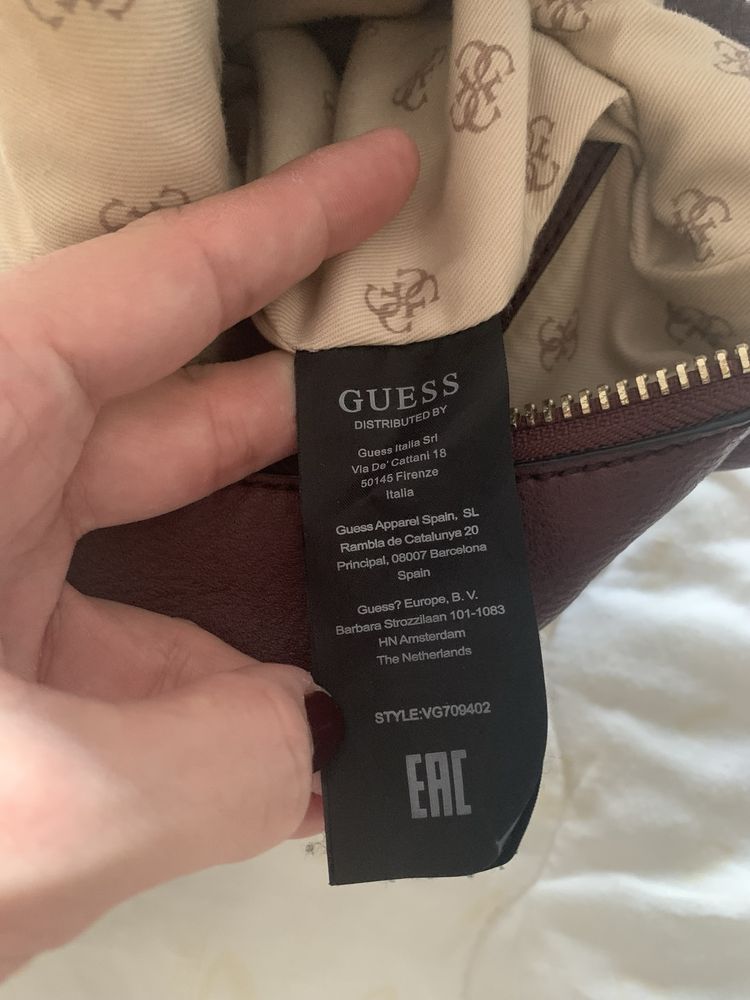 GUESS
DISTRIBUTED BY
Guess Italia Srl
Via De' Cattani 18
50145 Firenze
Italia
Guess Apparel Spain, SL
Rambla de Catalunya 20
Principal, 08007 Barcelona
Spain
Guess? Europe, B. V.
Barbara Strozzilaan 101-1083
HN Amsterdam
The Netherlands
STYLE:VG709402
EAC